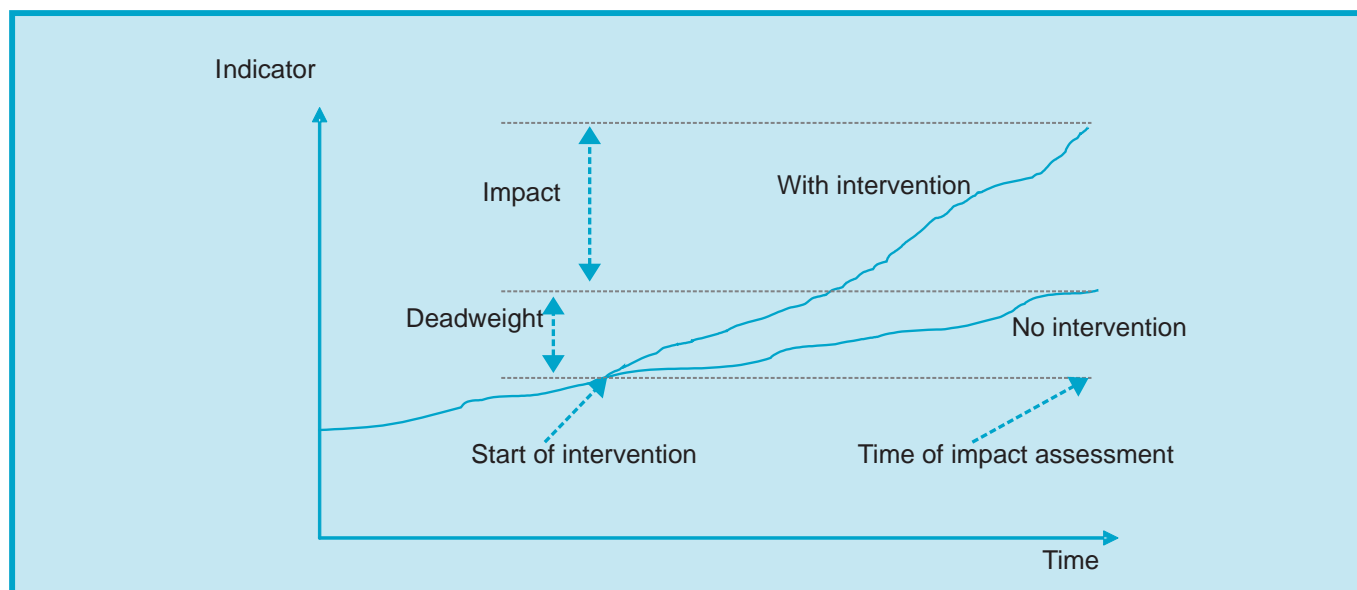 Indicator
Impact
With intervention
Deadweight
No intervention
Start of intervention
Time of impact assessment
Time